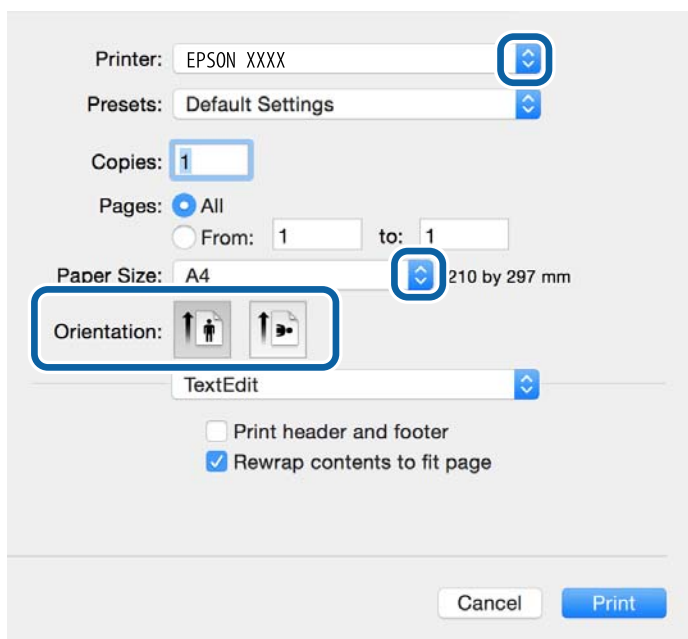 Printer: EPSON XXXX
Presets: Default Settings
Copies: 1
Pages: All
From: 1 to: 1
Paper Size: A4 210 by 297 mm
Orientation:
TextEdit
Print header and footer
Rewrap contents to fit page
Cancel Print